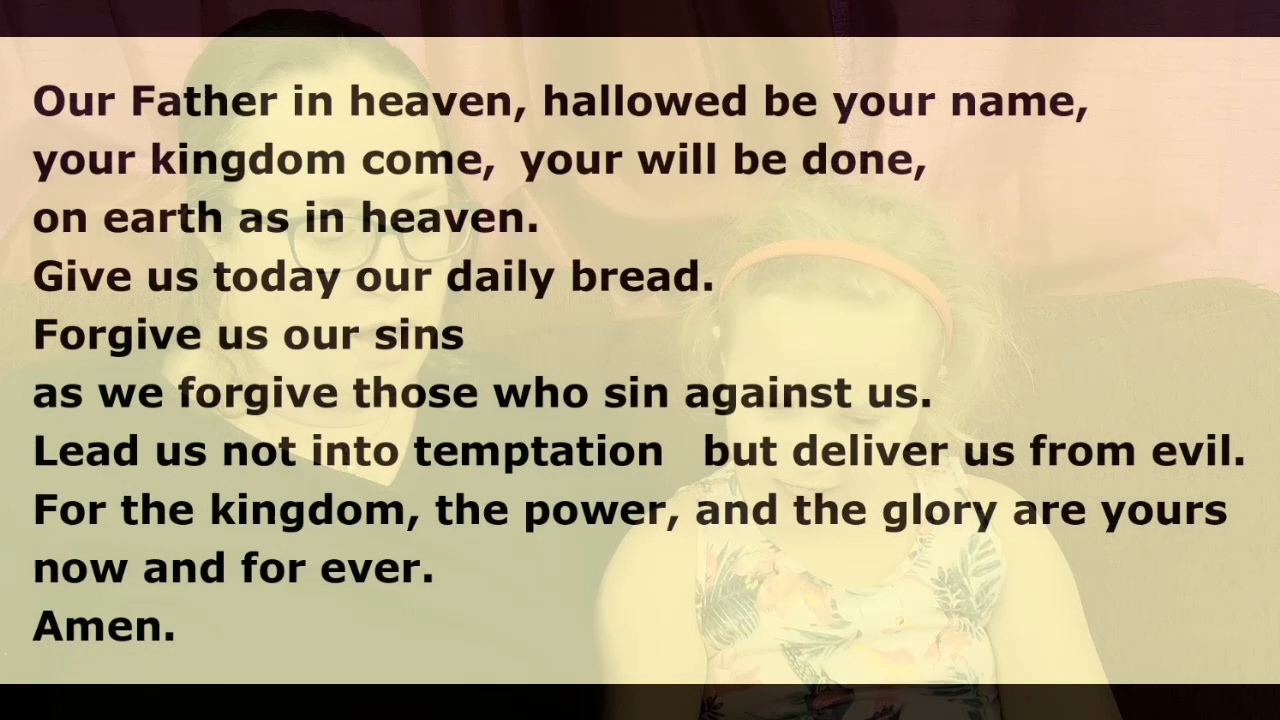 Our Father in heaven, hallowed be your name,
your kingdom come,  your will be done,
on earth as in heaven.
Give us today our daily bread.
Forgive us our sins
as we forgive those who sin against us.
Lead us not into temptation   but deliver us from evil.
For the kingdom, the power, and the glory are yours
now and for ever.
Amen.